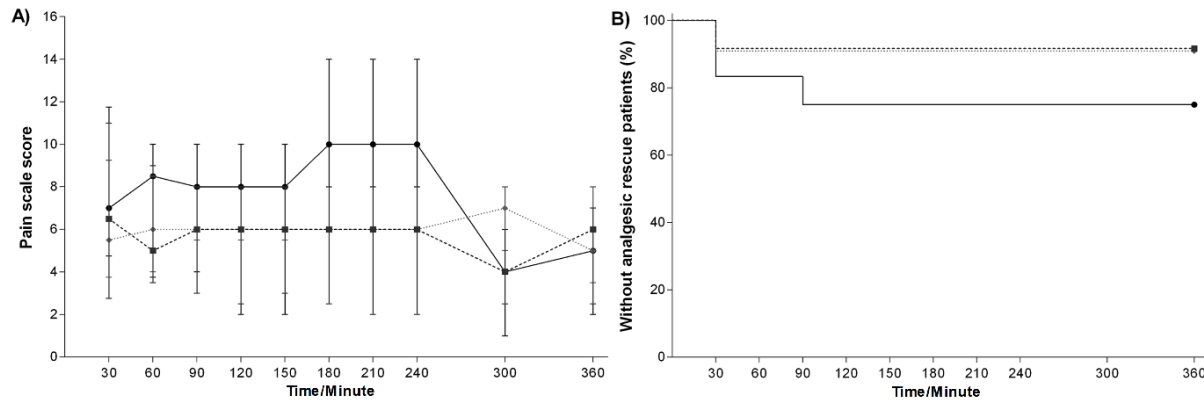 A)
Pain scale score
16
14
12
10
8
6
4
2
0
30 60 90 120 150 180 210 240 300 360
Time/Minute
B)
Without analgesic rescue patients (%)
100
80
60
40
20
0
30 60 90 120 150 180 210 240 300 360
Time/Minute